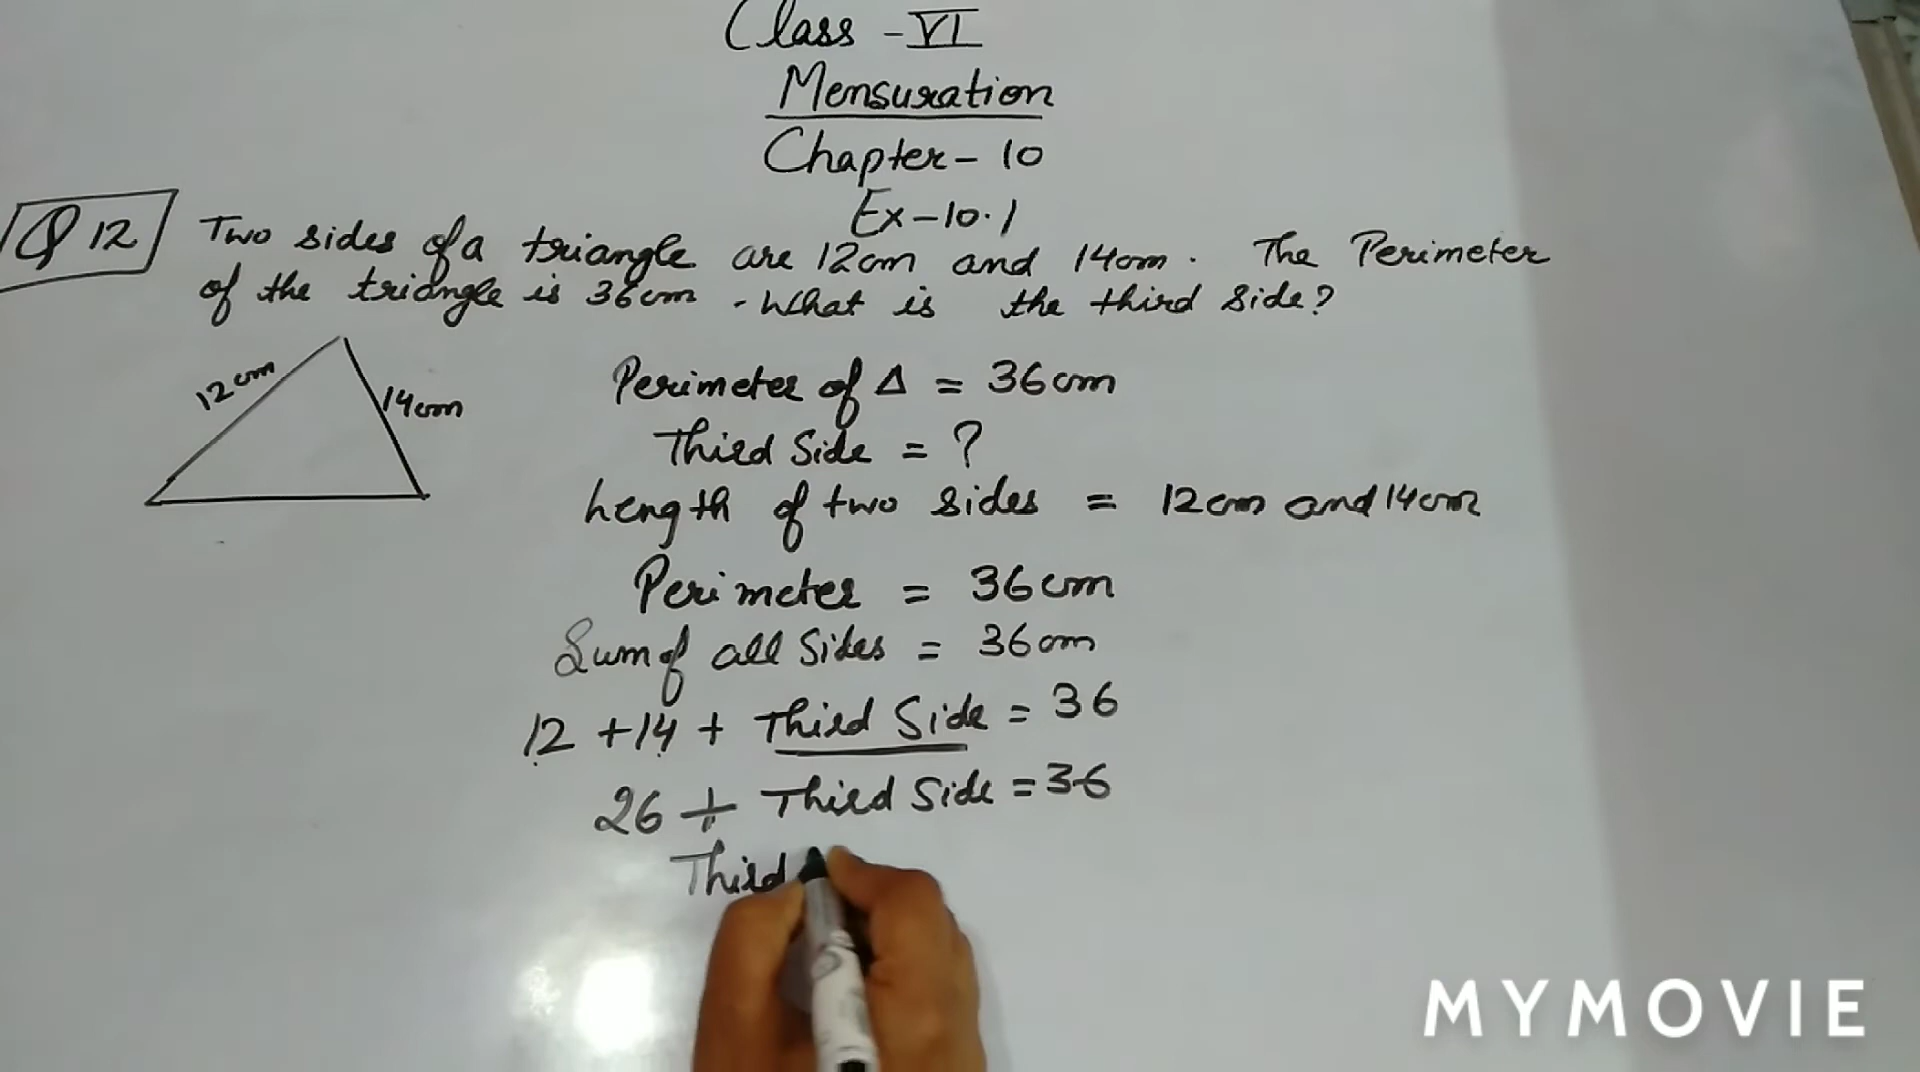 Class - VI
Mensuration
Chapter - 10
Ex - 10.1
Q 12 Two sides of a triangle are 12cm and 14cm. The Perimeter
of the triangle is 36cm. What is the third side?
12cm
14cm
Perimeter of Δ = 36cm
Third Side = ?
Length of two sides = 12cm and 14cm
Perimeter = 36cm
Sum of all Sides = 36cm
12 + 14 + Third Side = 36
26 + Third Side = 36
Third
MYMOVIE